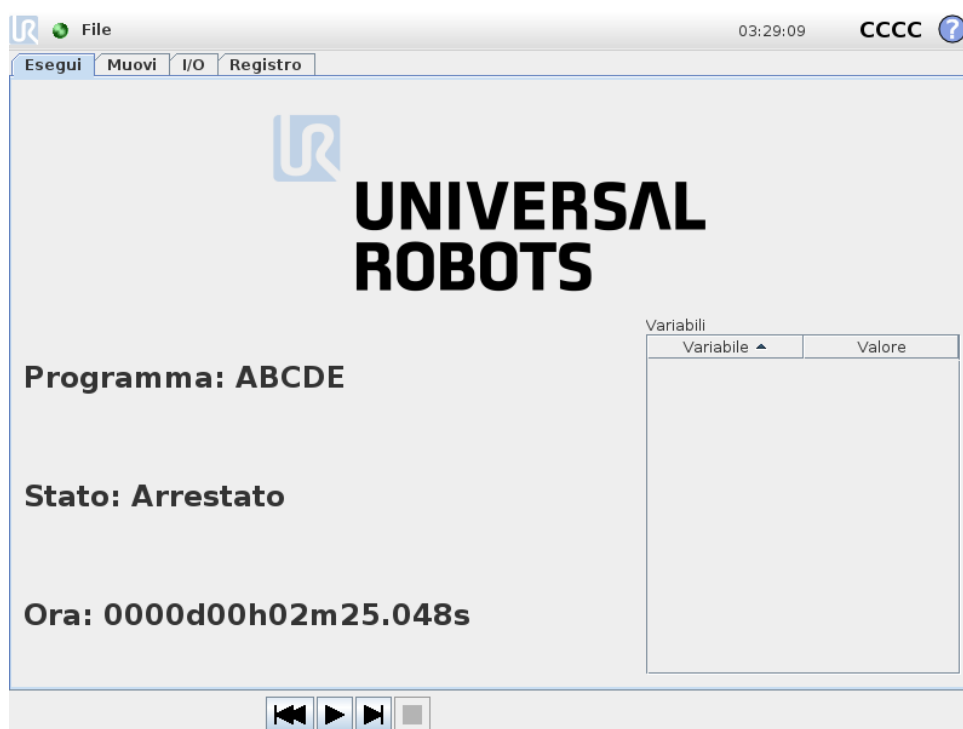 File 03:29:09 CCCC ?
Esegui Muovi I/O Registro
UR
UNIVERSAL
ROBOTS
Variabili
Variabile Valore
Programma: ABCDE
Stato: Arrestato
Ora: 0000d00h02m25.048s